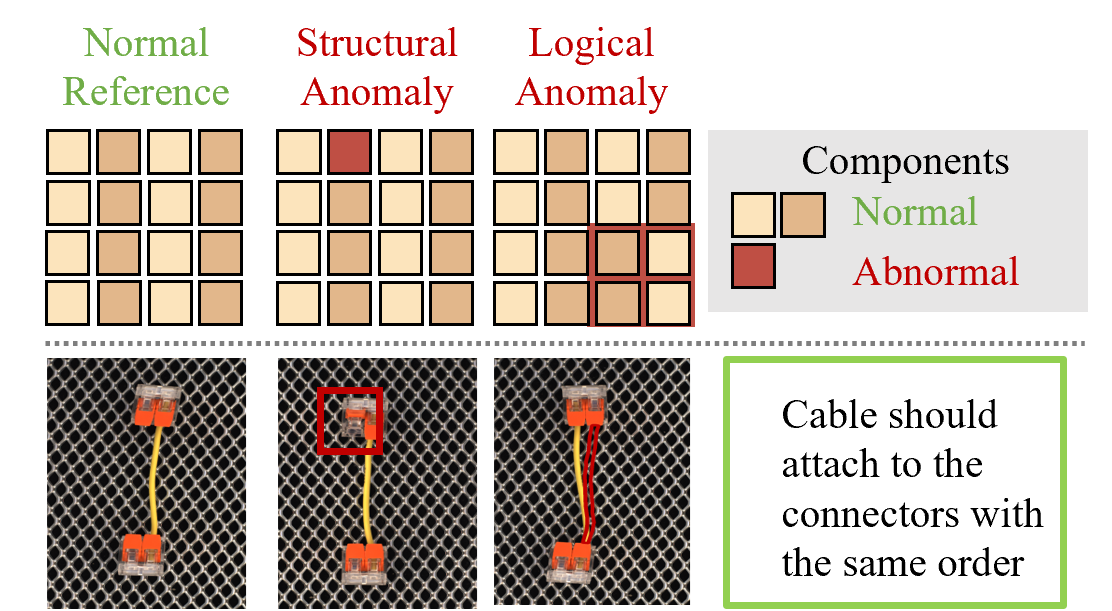 Normal
Reference
Structural
Anomaly
Logical
Anomaly
Components
Normal
Abnormal
Cable should
attach to the
connectors with
the same order